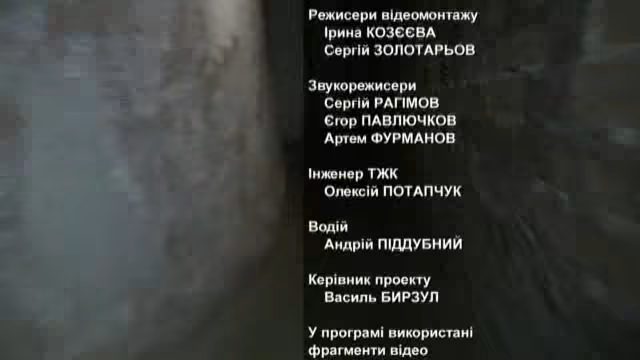 Режисери відеомонтажу
Ірина КОЗЄЄВА
Сергій ЗОЛОТАРЬОВ
Звукорежисери
Сергій РАГІМОВ
Єгор ПАВЛЮЧКОВ
Артем ФУРМАНОВ
Інженер ТЖК
Олексій ПОТАПЧУК
Водій
Андрій ПІДДУБНИЙ
Керівник проекту
Василь БИРЗУЛ
У програмі використані
фрагменти відео